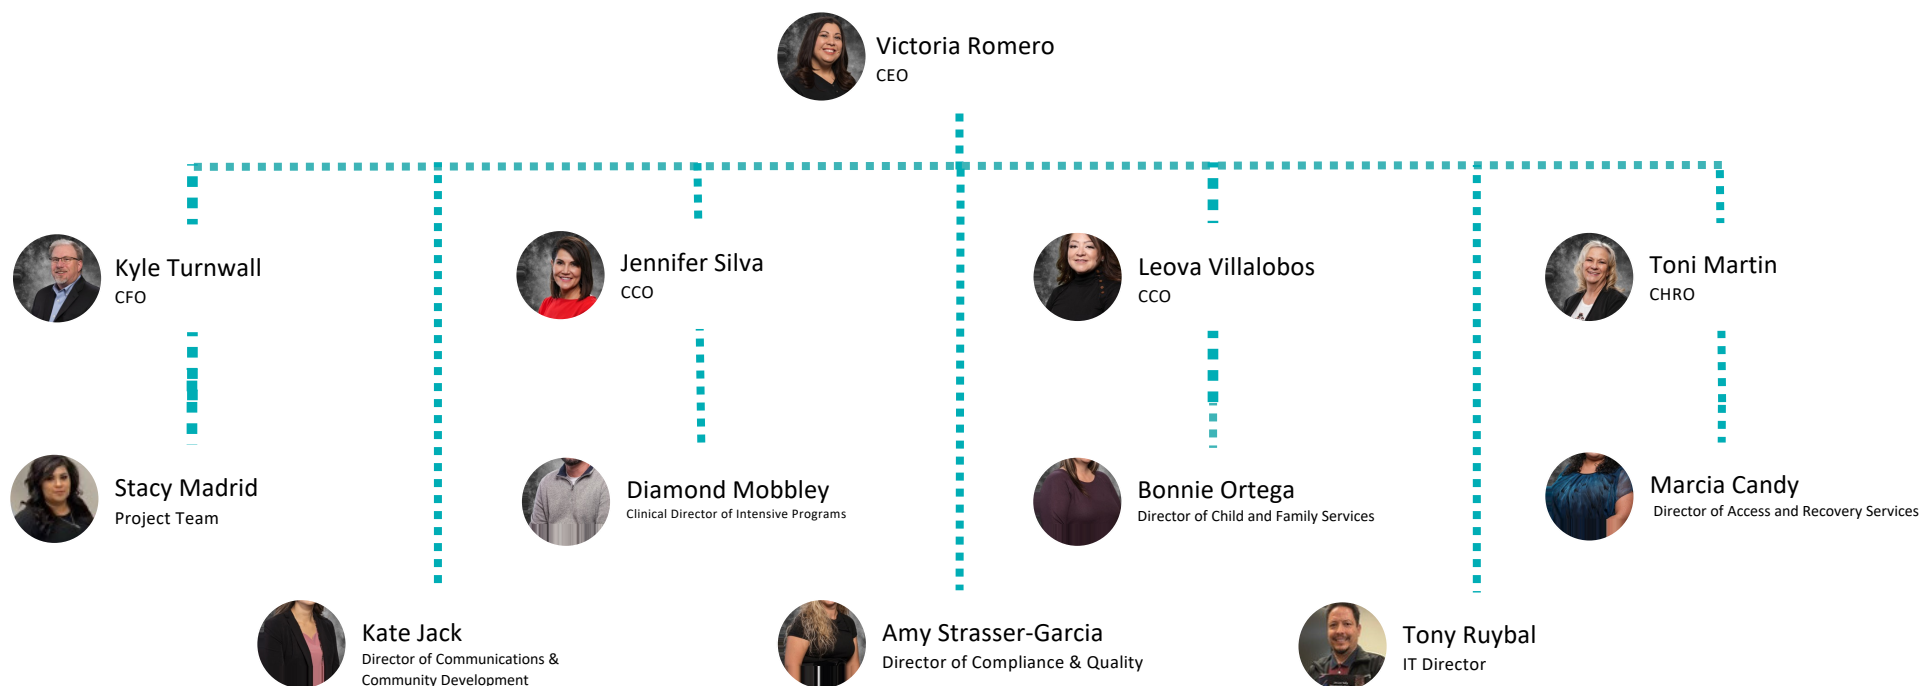 Victoria Romero
CEO
Kyle Turnwall
CFO
Jennifer Silva
CCO
Leova Villalobos
CCO
Toni Martin
CHRO
Stacy Madrid
Project Team
Diamond Mobbley
Clinical Director of Intensive Programs
Bonnie Ortega
Director of Child and Family Services
Marcia Candy
Director of Access and Recovery Services
Kate Jack
Director of Communications &
Community Development
Amy Strasser-Garcia
Director of Compliance & Quality
Tony Ruybal
IT Director